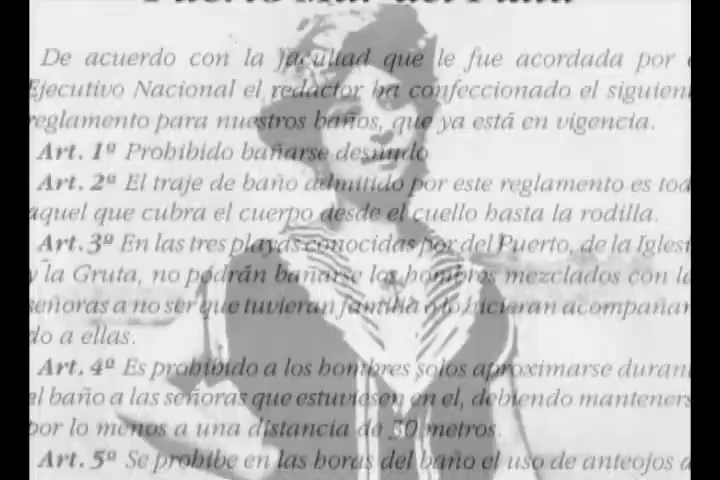 Puerto Mar del Plata
De acuerdo con la facultad que le fue acordada por e
Ejecutivo Nacional el redactor ha confeccionado el siguient
reglamento para nuestros baños, que ya está en vigencia.
Art. 1º Prohibido bañarse desnudo
Art. 2º El traje de baño admitido por este reglamento es tod
aquel que cubra el cuerpo desde el cuello hasta la rodilla.
Art. 3º En las tres playas conocidas por del Puerto, de la Iglesi
y la Gruta, no podrán bañarse los hombres mezclados con la
señoras a no ser que tuvieran familia o lo hicieran acompañan
do a ellas.
Art. 4º Es prohibido a los hombres solos aproximarse duran
el baño a las señoras que estuviesen en el, debiendo manteners
por lo menos a una distancia de 30 metros.
Art. 5º Se prohibe en las horas del baño el uso de anteojos d